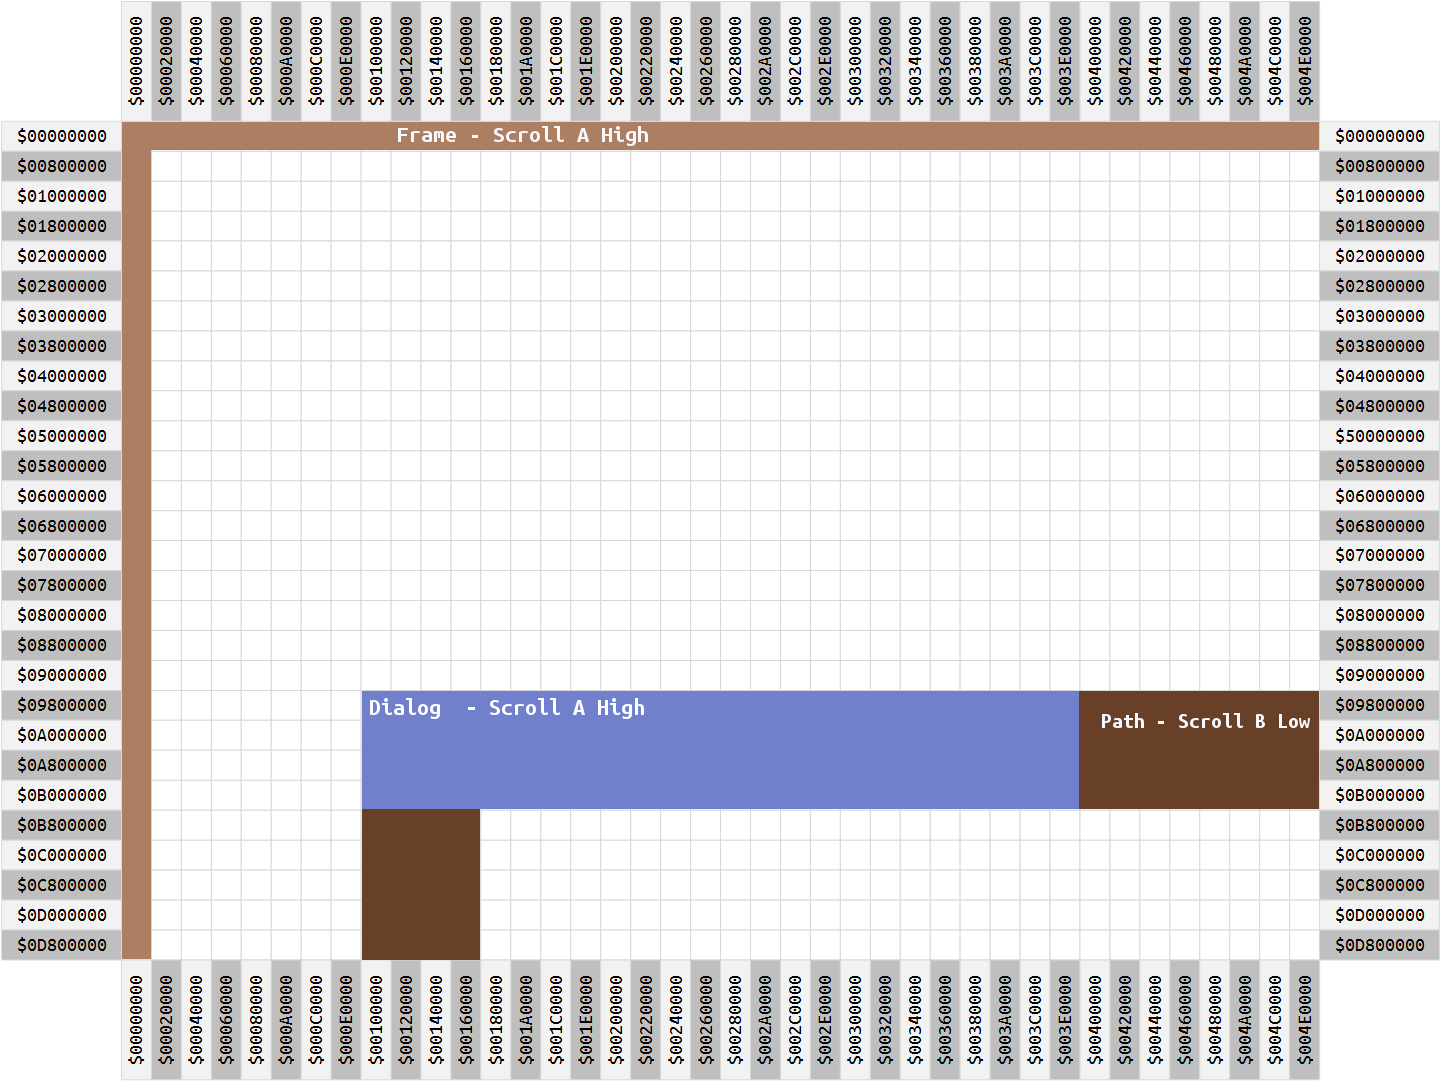 $00000000 $00020000 $00040000 $00060000 $00080000 $000A0000 $000C0000 $000E0000 $00100000 $00120000 $00140000 $00160000 $00180000 $001A0000 $001C0000 $001E0000 $00200000 $00220000 $00240000 $00260000 $00280000 $002A0000 $002C0000 $002E0000 $00300000 $00320000 $00340000 $00360000 $00380000 $003A0000 $003C0000 $003E0000 $00400000 $00420000 $00440000 $00460000 $00480000 $004A0000 $004C0000 $004E0000
$00000000 Frame - Scroll A High $00000000
$00800000 $00800000
$01000000 $01000000
$01800000 $01800000
$02000000 $02000000
$02800000 $02800000
$03000000 $03000000
$03800000 $03800000
$04000000 $04000000
$04800000 $04800000
$05000000 $50000000
$05800000 $05800000
$06000000 $06000000
$06800000 $06800000
$07000000 $07000000
$07800000 $07800000
$08000000 $08000000
$08800000 $08800000
$09000000 $09000000
$09800000 Dialog  - Scroll A High $09800000
$0A000000 Path - Scroll B Low $0A000000
$0A800000 $0A800000
$0B000000 $0B000000
$0B800000 $0B800000
$0C000000 $0C000000
$0C800000 $0C800000
$0D000000 $0D000000
$0D800000 $0D800000
$00000000 $00020000 $00040000 $00060000 $00080000 $000A0000 $000C0000 $000E0000 $00100000 $00120000 $00140000 $00160000 $00180000 $001A0000 $001C0000 $001E0000 $00200000 $00220000 $00240000 $00260000 $00280000 $002A0000 $002C0000 $002E0000 $00300000 $00320000 $00340000 $00360000 $00380000 $003A0000 $003C0000 $003E0000 $00400000 $00420000 $00440000 $00460000 $00480000 $004A0000 $004C0000 $004E0000